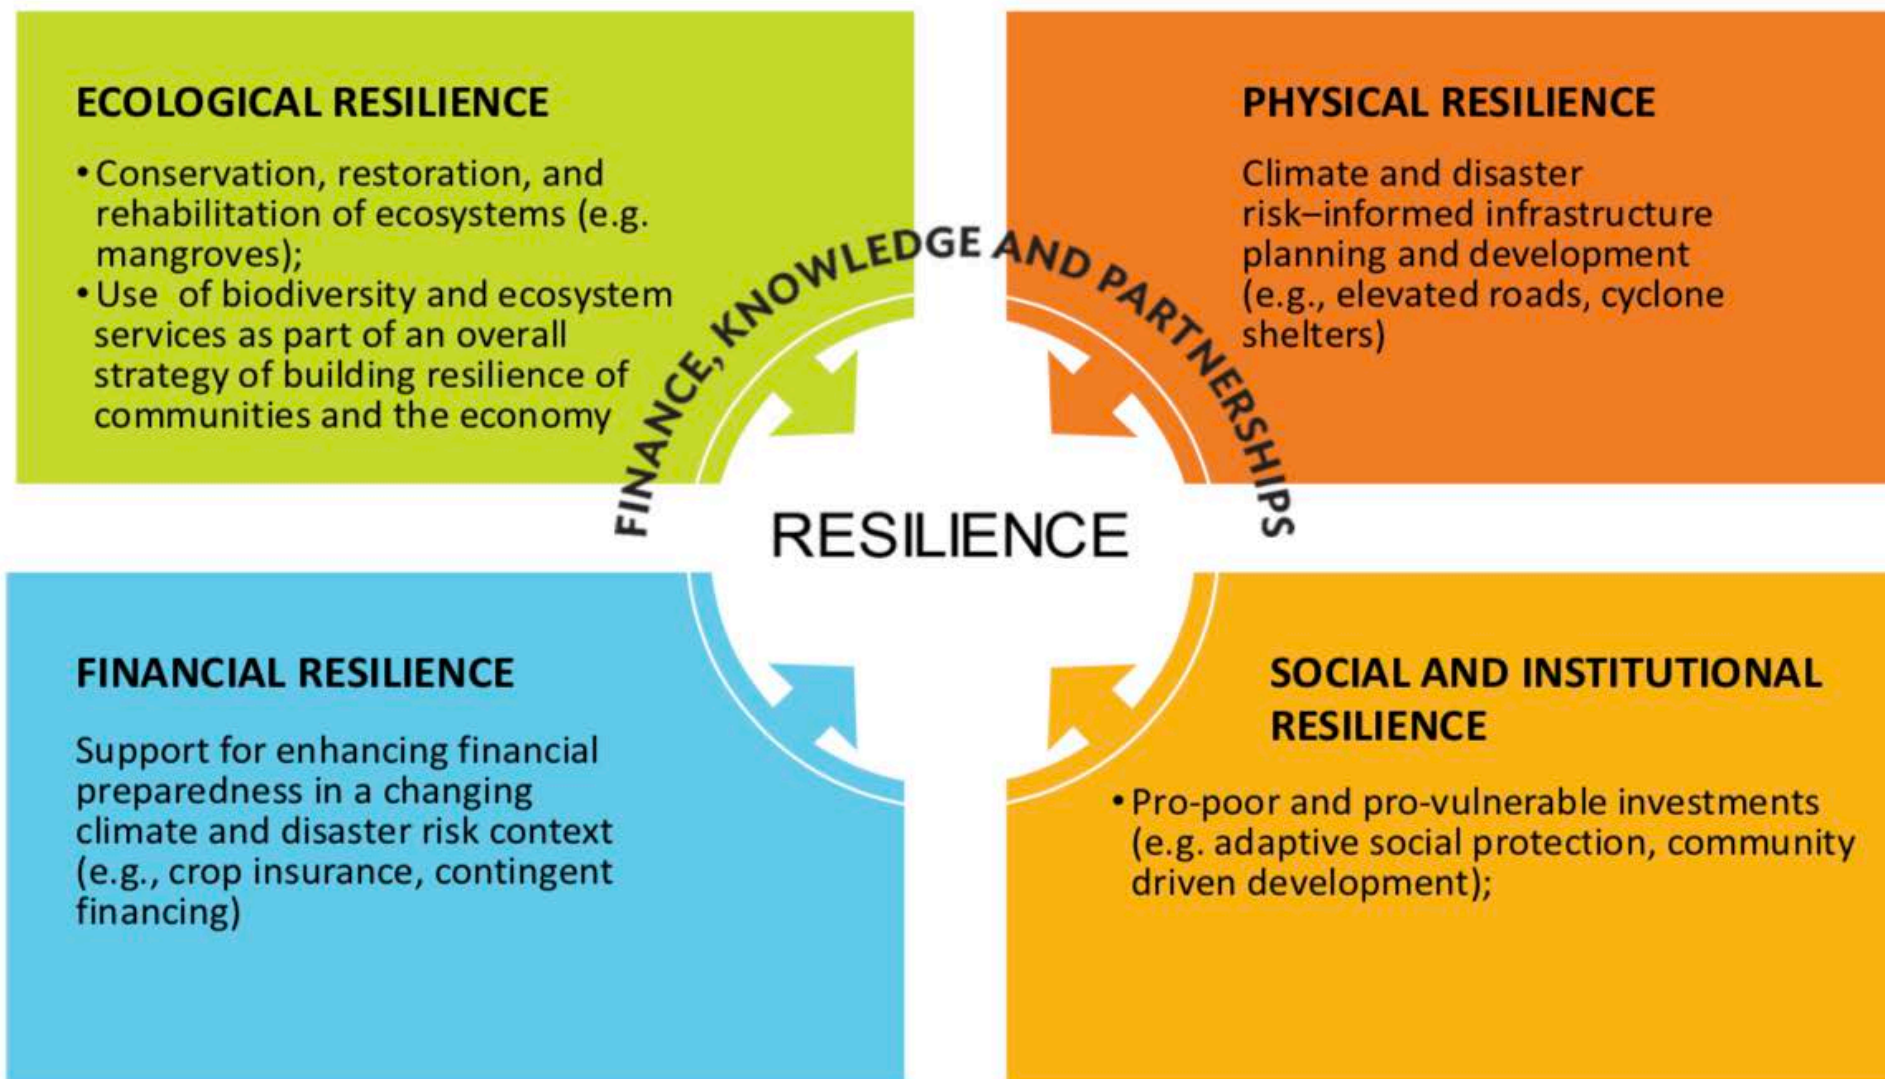 ECOLOGICAL RESILIENCE
• Conservation, restoration, and
rehabilitation of ecosystems (e.g.
mangroves);
• Use of biodiversity and ecosystem
services as part of an overall
strategy of building resilience of
communities and the economy
PHYSICAL RESILIENCE
Climate and disaster
risk–informed infrastructure
planning and development
(e.g., elevated roads, cyclone
shelters)
FINANCE, KNOWLEDGE AND PARTNERSHIPS
RESILIENCE
FINANCIAL RESILIENCE
Support for enhancing financial
preparedness in a changing
climate and disaster risk context
(e.g., crop insurance, contingent
financing)
SOCIAL AND INSTITUTIONAL
RESILIENCE
• Pro-poor and pro-vulnerable investments
(e.g. adaptive social protection, community
driven development);